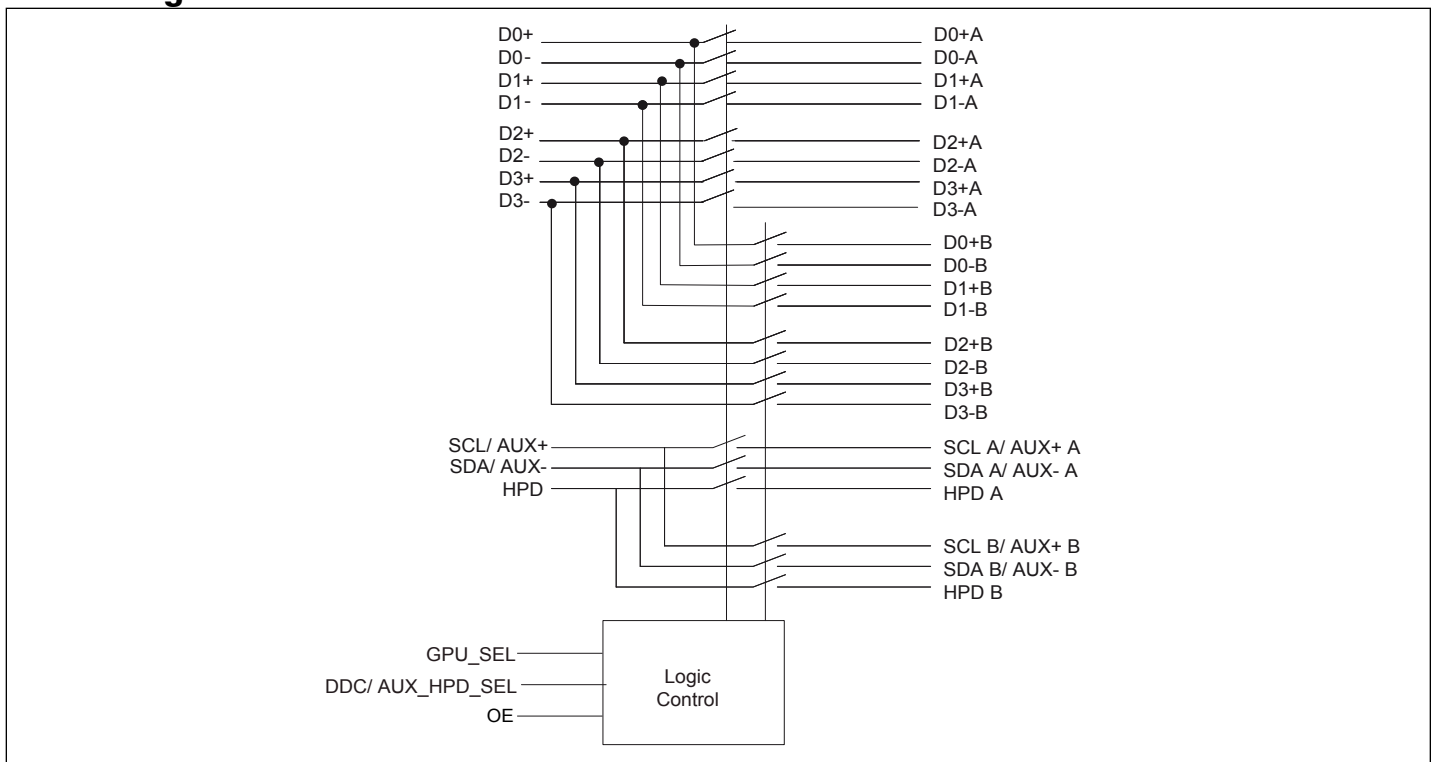 D0+ D0+A
D0- D0-A
D1+ D1+A
D1- D1-A
D2+ D2+A
D2- D2-A
D3+ D3+A
D3- D3-A
D0+B
D0-B
D1+B
D1-B
D2+B
D2-B
D3+B
D3-B
SCL/ AUX+ SCL A/ AUX+ A
SDA/ AUX- SDA A/ AUX- A
HPD HPD A
SCL B/ AUX+ B
SDA B/ AUX- B
HPD B
GPU_SEL
DDC/ AUX_HPD_SEL
OE
Logic
Control